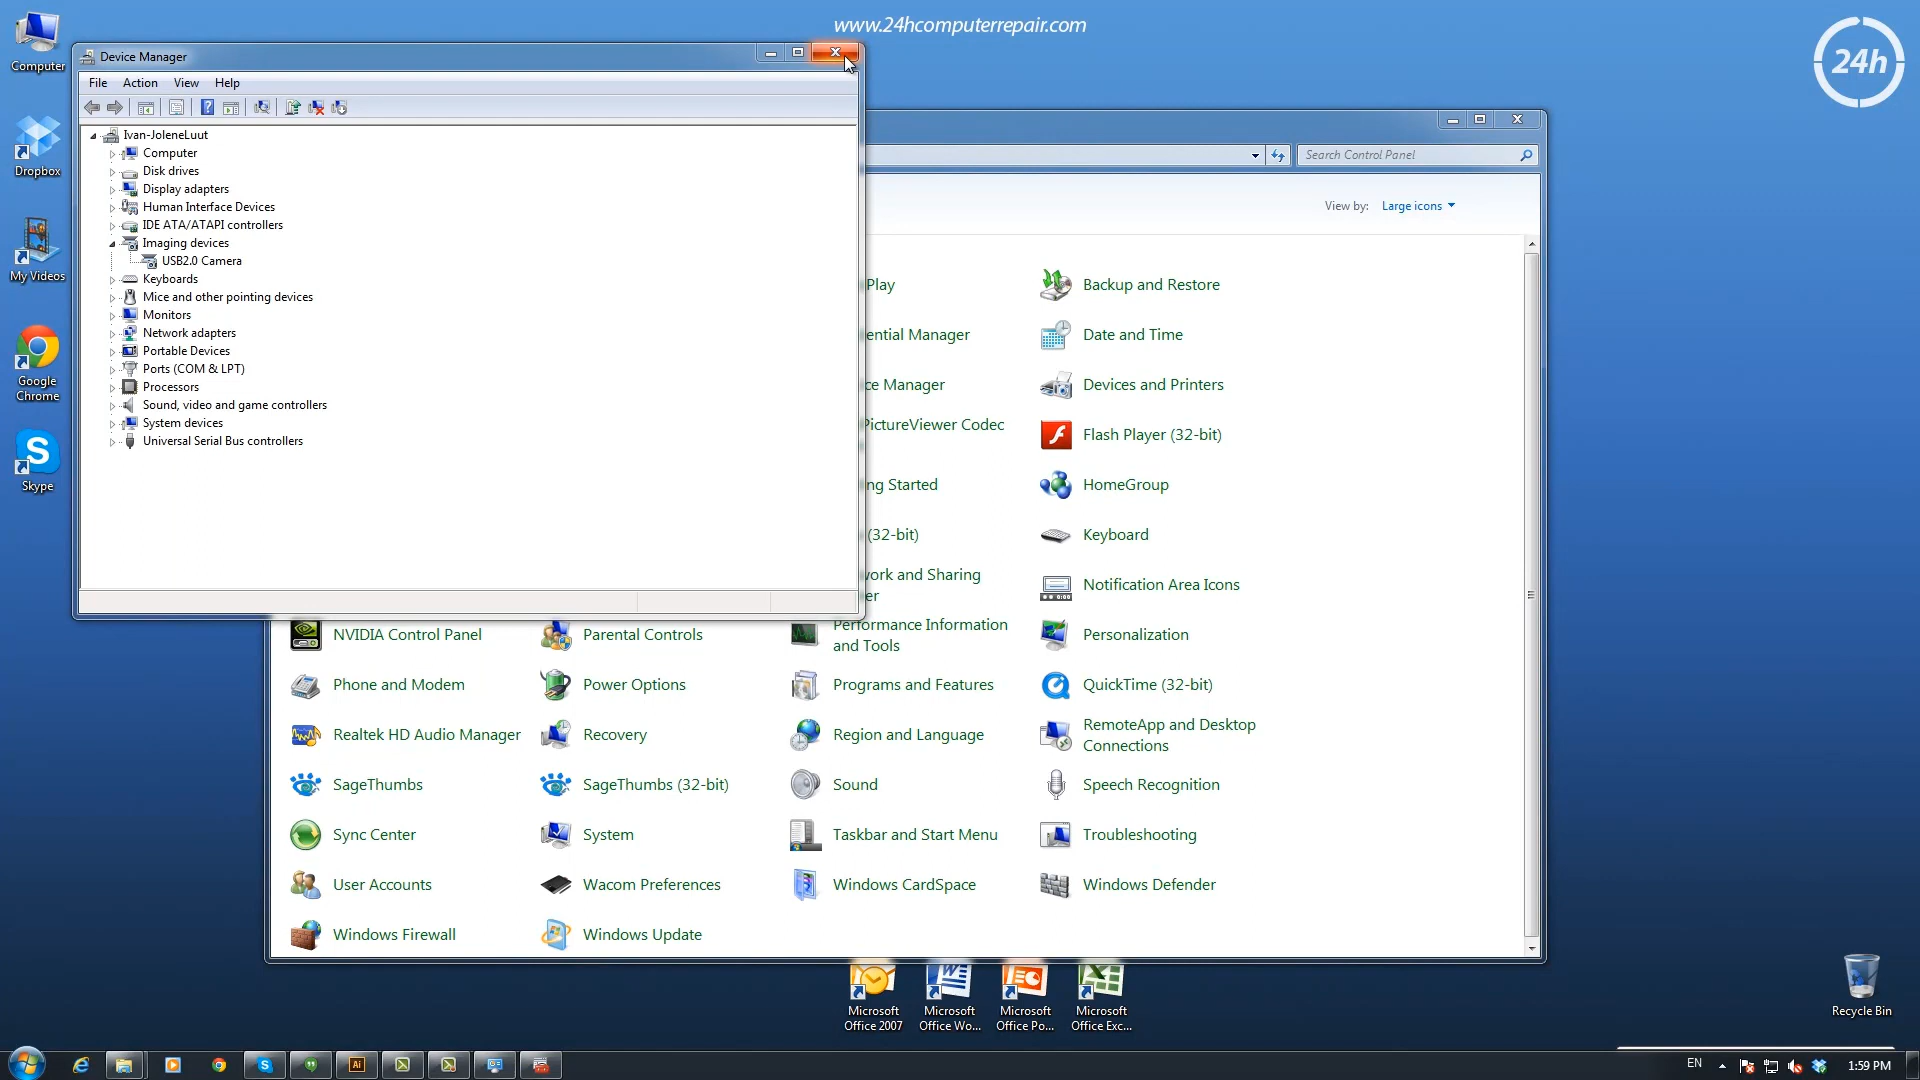 www.24hcomputerrepair.com
24h
Computer
Dropbox
My Videos
Google
Chrome
Skype
Device Manager
File Action View Help
Ivan-JoleneLuut
Computer
Disk drives
Display adapters
Human Interface Devices
IDE ATA/ATAPI controllers
Imaging devices
USB2.0 Camera
Keyboards
Mice and other pointing devices
Monitors
Network adapters
Portable Devices
Ports (COM & LPT)
Processors
Sound, video and game controllers
System devices
Universal Serial Bus controllers
Search Control Panel
View by: Large icons
Play
Backup and Restore
ential Manager
Date and Time
ce Manager
Devices and Printers
PictureViewer Codec
Flash Player (32-bit)
ng Started
HomeGroup
(32-bit)
Keyboard
work and Sharing
er
Notification Area Icons
NVIDIA Control Panel
Parental Controls
Performance Information
and Tools
Personalization
Phone and Modem
Power Options
Programs and Features
QuickTime (32-bit)
Realtek HD Audio Manager
Recovery
Region and Language
RemoteApp and Desktop
Connections
SageThumbs
SageThumbs (32-bit)
Sound
Speech Recognition
Sync Center
System
Taskbar and Start Menu
Troubleshooting
User Accounts
Wacom Preferences
Windows CardSpace
Windows Defender
Windows Firewall
Windows Update
Microsoft
Office 2007
Microsoft
Office Wo...
Microsoft
Office Po...
Microsoft
Office Exc...
Recycle Bin
Ai
EN
1:59 PM